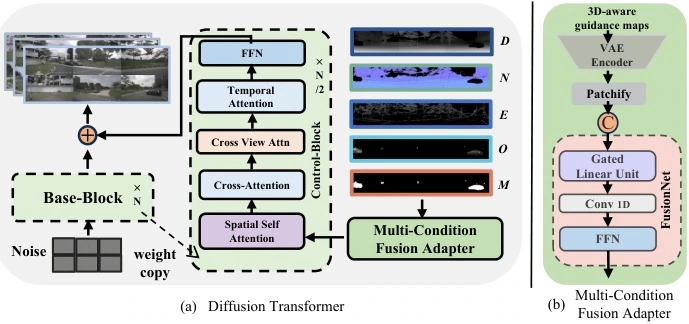 FFN
Temporal
Attention
Cross View Attn
Cross-Attention
Spatial Self
Attention
× N /2
Control-Block
+
Base-Block
× N
Noise
weight
copy
D
N
E
O
M
Multi-Condition
Fusion Adapter
(a) Diffusion Transformer
3D-aware
guidance maps
VAE
Encoder
Patchify
C
Gated
Linear Unit
Conv 1D
FFN
FusionNet
(b) Multi-Condition
Fusion Adapter